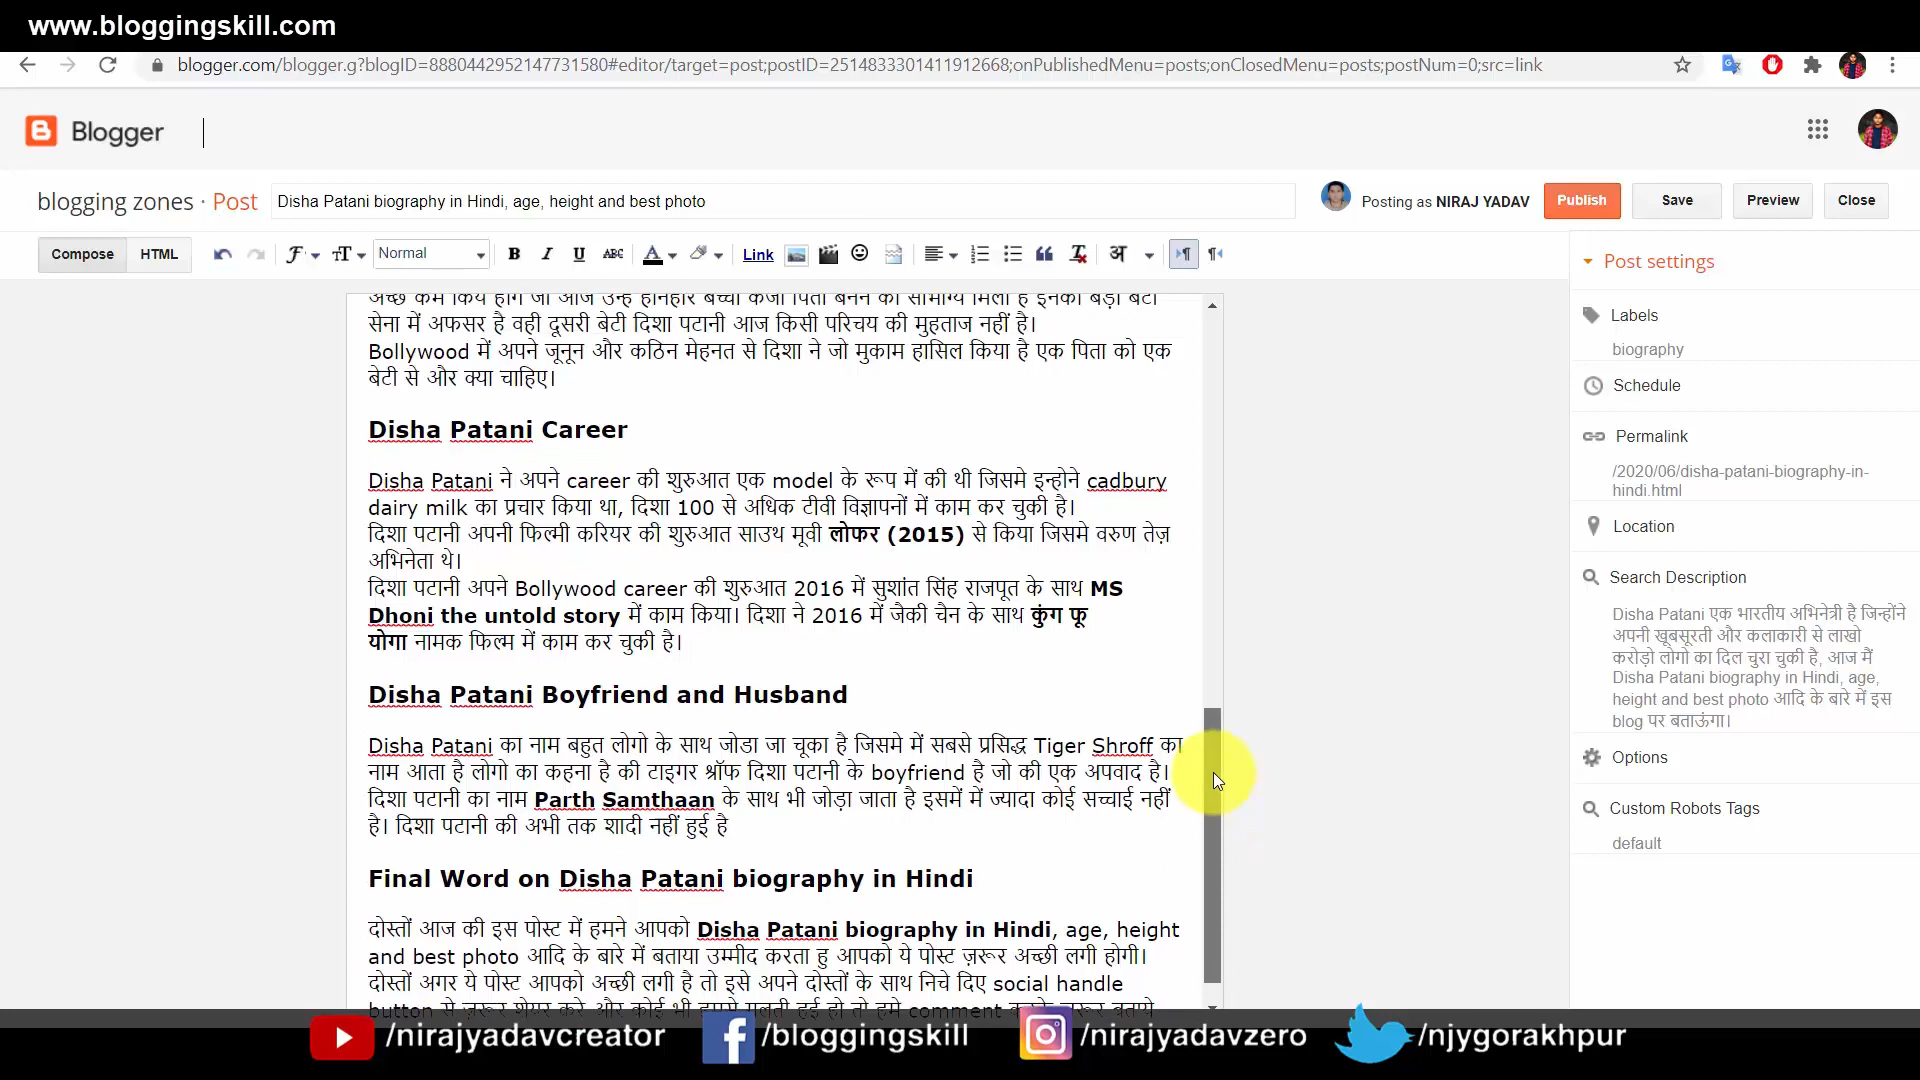 www.bloggingskill.com
blogger.com/blogger.g?blogID=8880442952147731580#editor/target=post;postID=2514833301411912668;onPublishedMenu=posts;onClosedMenu=posts;postNum=0;src=link
Blogger
blogging zones · Post Disha Patani biography in Hindi, age, height and best photo Posting as NIRAJ YADAV Publish Save Preview Close
Compose HTML Normal B I U ABC A Link अ
Post settings
Labels
biography
Schedule
Permalink
/2020/06/disha-patani-biography-in-
hindi.html
Location
Search Description
Disha Patani एक भारतीय अभिनेत्री है जिन्होंने
अपनी खूबसूरती और कलाकारी से लाखो
करोड़ो लोगो का दिल चुरा चुकी है, आज मैं
Disha Patani biography in Hindi, age,
height and best photo आदि के बारे में इस
blog पर बताऊंगा।
Options
Custom Robots Tags
default
सेना में अफसर है वही दूसरी बेटी दिशा पटानी आज किसी परिचय की मुहताज नहीं है।
Bollywood में अपने जूनून और कठिन मेहनत से दिशा ने जो मुकाम हासिल किया है एक पिता को एक
बेटी से और क्या चाहिए।
Disha Patani Career
Disha Patani ने अपने career की शुरुआत एक model के रूप में की थी जिसमे इन्होने cadbury
dairy milk का प्रचार किया था, दिशा 100 से अधिक टीवी विज्ञापनों में काम कर चुकी है।
दिशा पटानी अपनी फिल्मी करियर की शुरुआत साउथ मूवी लोफर (2015) से किया जिसमे वरुण तेज़
अभिनेता थे।
दिशा पटानी अपने Bollywood career की शुरुआत 2016 में सुशांत सिंह राजपूत के साथ MS
Dhoni the untold story में काम किया। दिशा ने 2016 में जैकी चैन के साथ कुंग फू
योगा नामक फिल्म में काम कर चुकी है।
Disha Patani Boyfriend and Husband
Disha Patani का नाम बहुत लोगो के साथ जोडा जा चूका है जिसमे में सबसे प्रसिद्ध Tiger Shroff का
नाम आता है लोगो का कहना है की टाइगर श्रॉफ दिशा पटानी के boyfriend है जो की एक अपवाद है।
दिशा पटानी का नाम Parth Samthaan के साथ भी जोड़ा जाता है इसमें में ज्यादा कोई सच्चाई नहीं
है। दिशा पटानी की अभी तक शादी नहीं हुई है
Final Word on Disha Patani biography in Hindi
दोस्तों आज की इस पोस्ट में हमने आपको Disha Patani biography in Hindi, age, height
and best photo आदि के बारे में बताया उम्मीद करता हु आपको ये पोस्ट ज़रूर अच्छी लगी होगी।
दोस्तों अगर ये पोस्ट आपको अच्छी लगी है तो इसे अपने दोस्तों के साथ निचे दिए social handle
/nirajyadavcreator /bloggingskill /nirajyadavzero /njygorakhpur